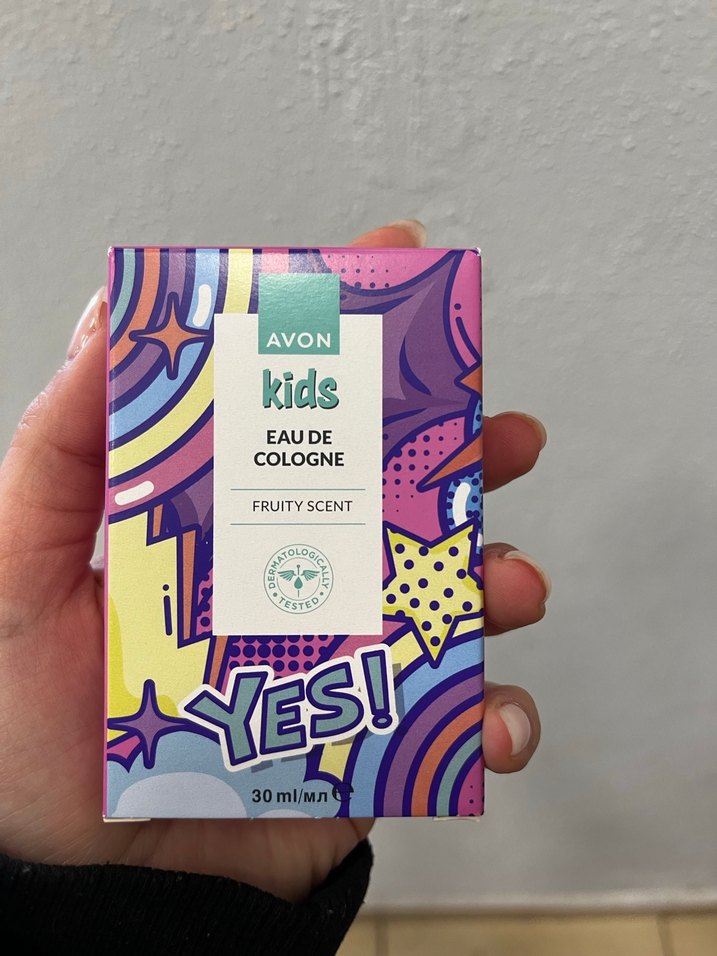 AVON
kids
EAU DE
COLOGNE
FRUITY SCENT
DERMATOLOGICALLY
• TESTED •
YES!
30 ml/мл ℮